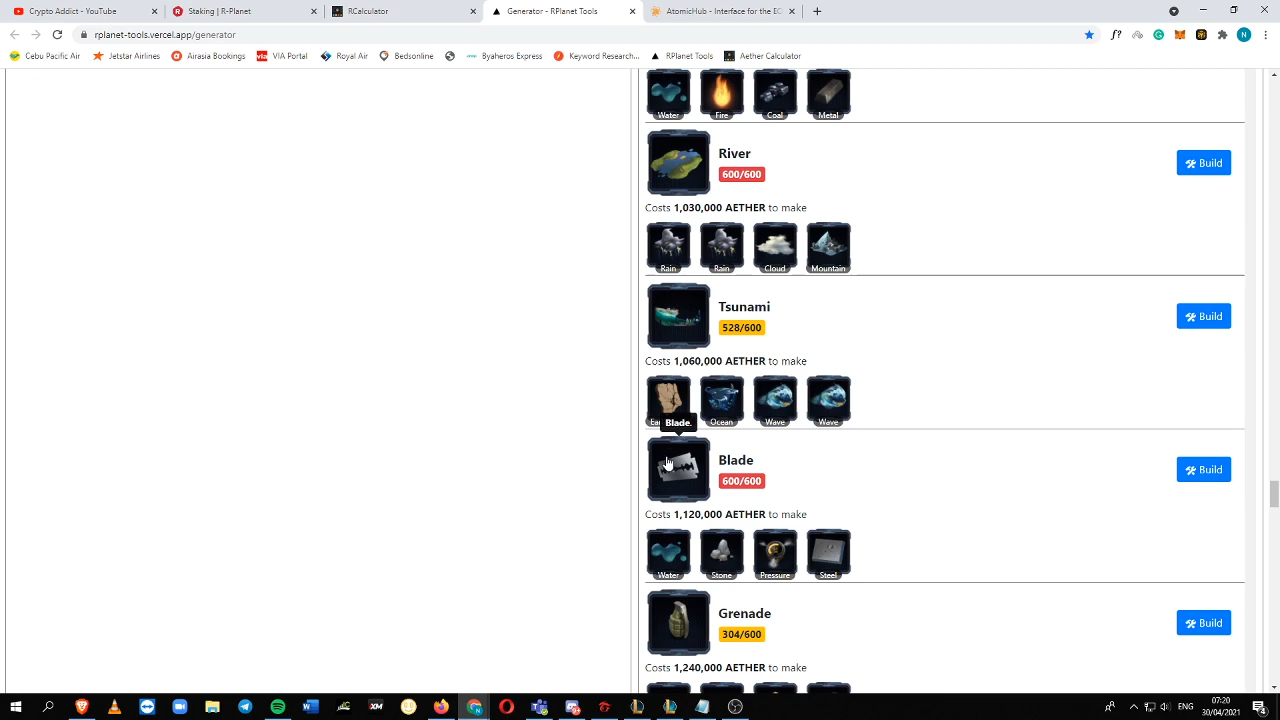 Crypto Addict - YouTube
Staking | R-Planet
RCalculator
Generator - RPlanet Tools
AtomicHub - Interface for the EO
rplanet-tools.vercel.app/generator
Cebu Pacific Air
Jetstar Airlines
Airasia Bookings
VIA Portal
Royal Air
Bedsonline
Byaheros Express
Keyword Research...
RPlanet Tools
Aether Calculator
Water
Fire
Coal
Metal
River
600/600
Build
Costs 1,030,000 AETHER to make
Rain
Rain
Cloud
Mountain
Tsunami
528/600
Build
Costs 1,060,000 AETHER to make
Ocean
Wave
Wave
Blade
Blade
600/600
Build
Costs 1,120,000 AETHER to make
Water
Stone
Pressure
Steel
Grenade
304/600
Build
Costs 1,240,000 AETHER to make
ENG
07:20
30/04/2021